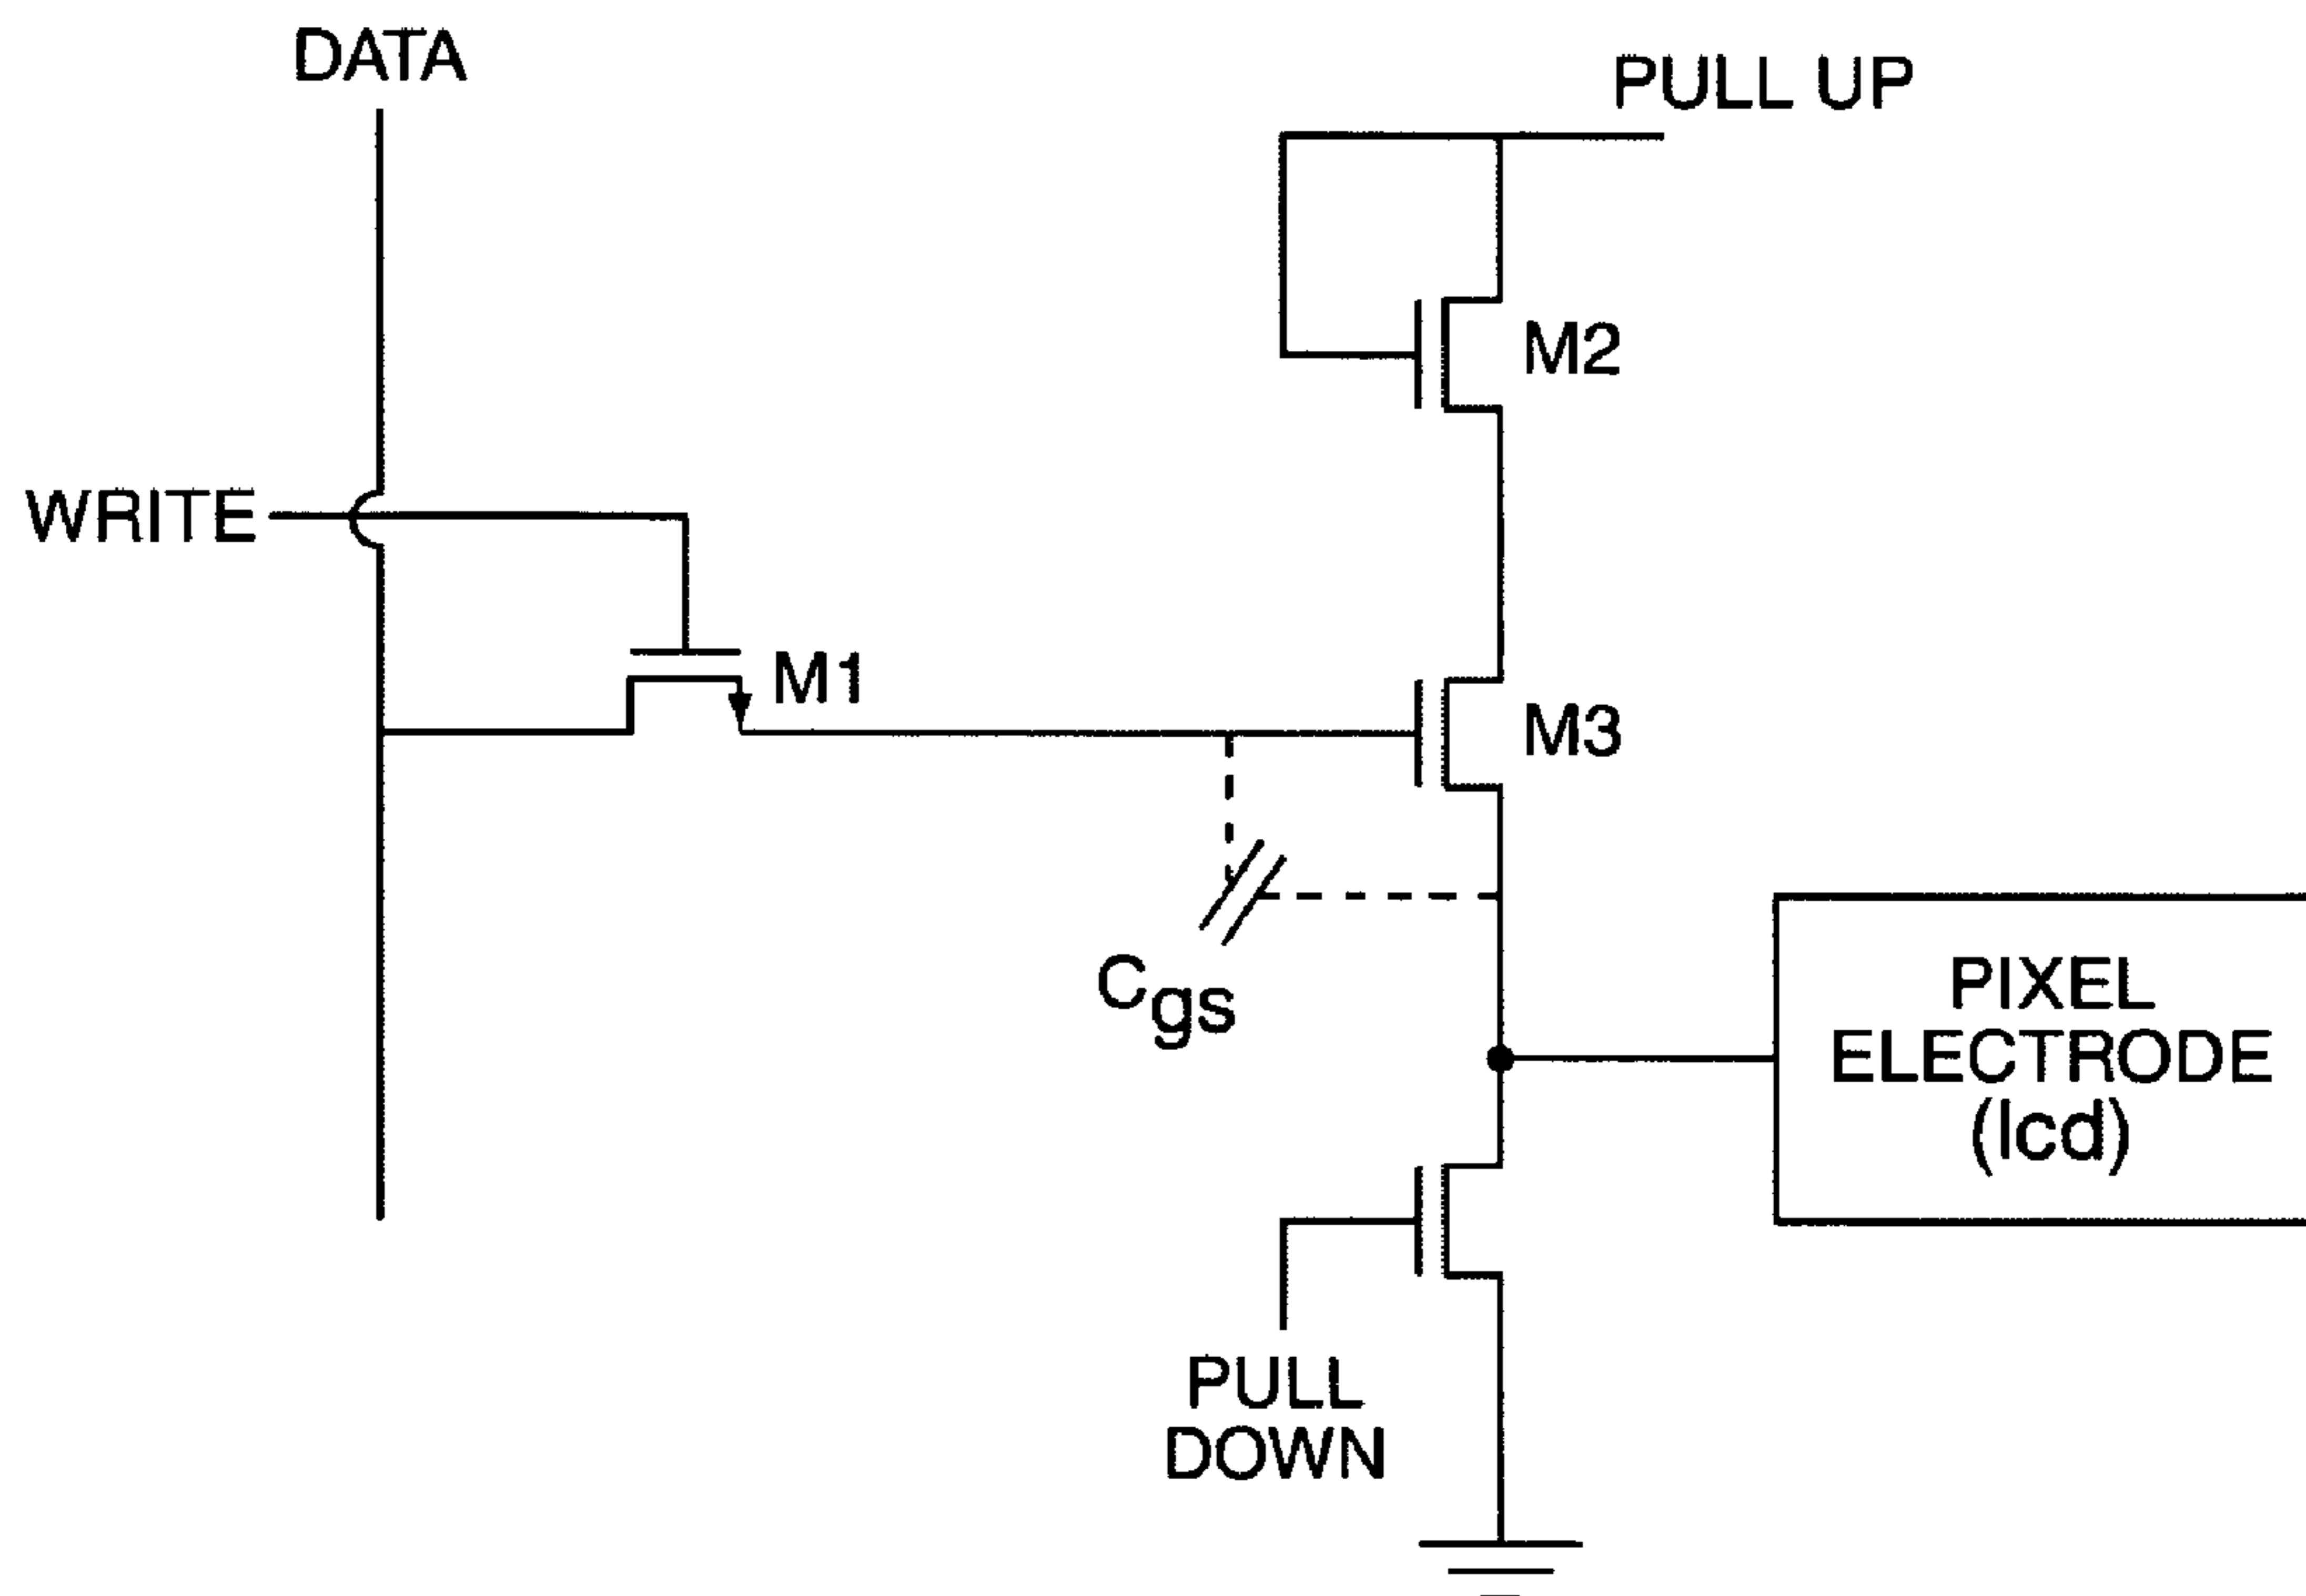 DATA
PULL UP
M2
WRITE
M1
M3
Cgs
PIXEL
ELECTRODE
(lcd)
PULL
DOWN